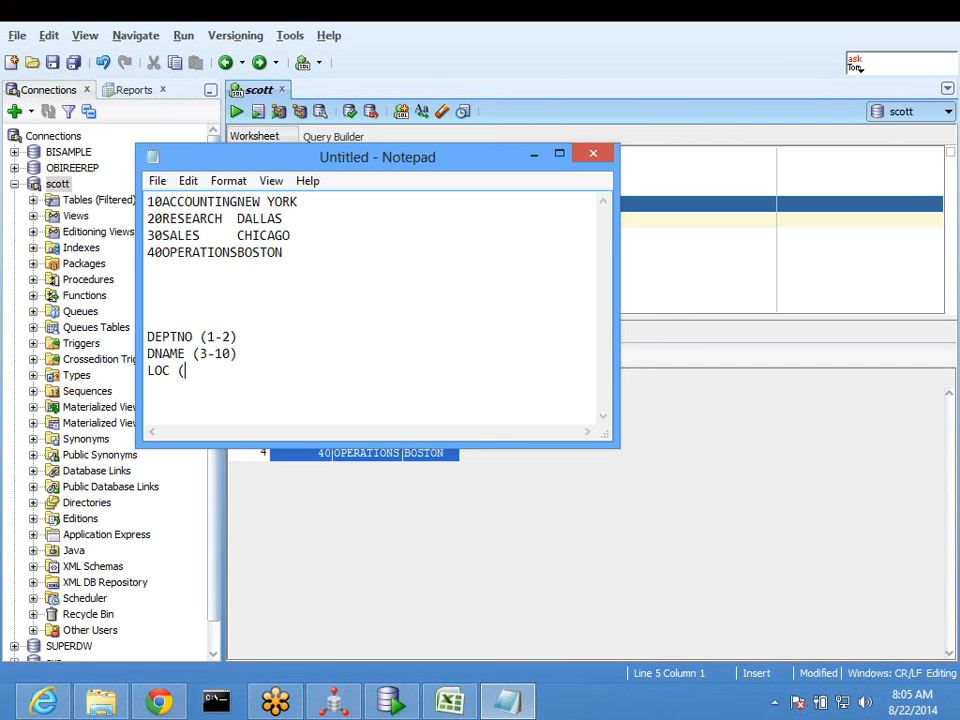 File Edit View Navigate Run Versioning Tools Help
ask
Tom
Connections Reports scott
scott
Worksheet Query Builder
Connections
BISAMPLE
OBIREEREP
scott
Tables (Filtered)
Views
Editioning Views
Indexes
Packages
Procedures
Functions
Queues
Queues Tables
Triggers
Crossedition Trig
Types
Sequences
Materialized View
Materialized View
Synonyms
Public Synonyms
Database Links
Public Database Links
Directories
Editions
Application Express
Java
XML Schemas
XML DB Repository
Scheduler
Recycle Bin
Other Users
SUPERDW
Untitled - Notepad
File Edit Format View Help
10ACCOUNTINGNEW YORK
20RESEARCH  DALLAS
30SALES     CHICAGO
40OPERATIONSBOSTON
DEPTNO (1-2)
DNAME (3-10)
LOC (
4 40 OPERATIONS BOSTON
Line 5 Column 1 Insert Modified Windows: CR/LF Editing
8:05 AM
8/22/2014